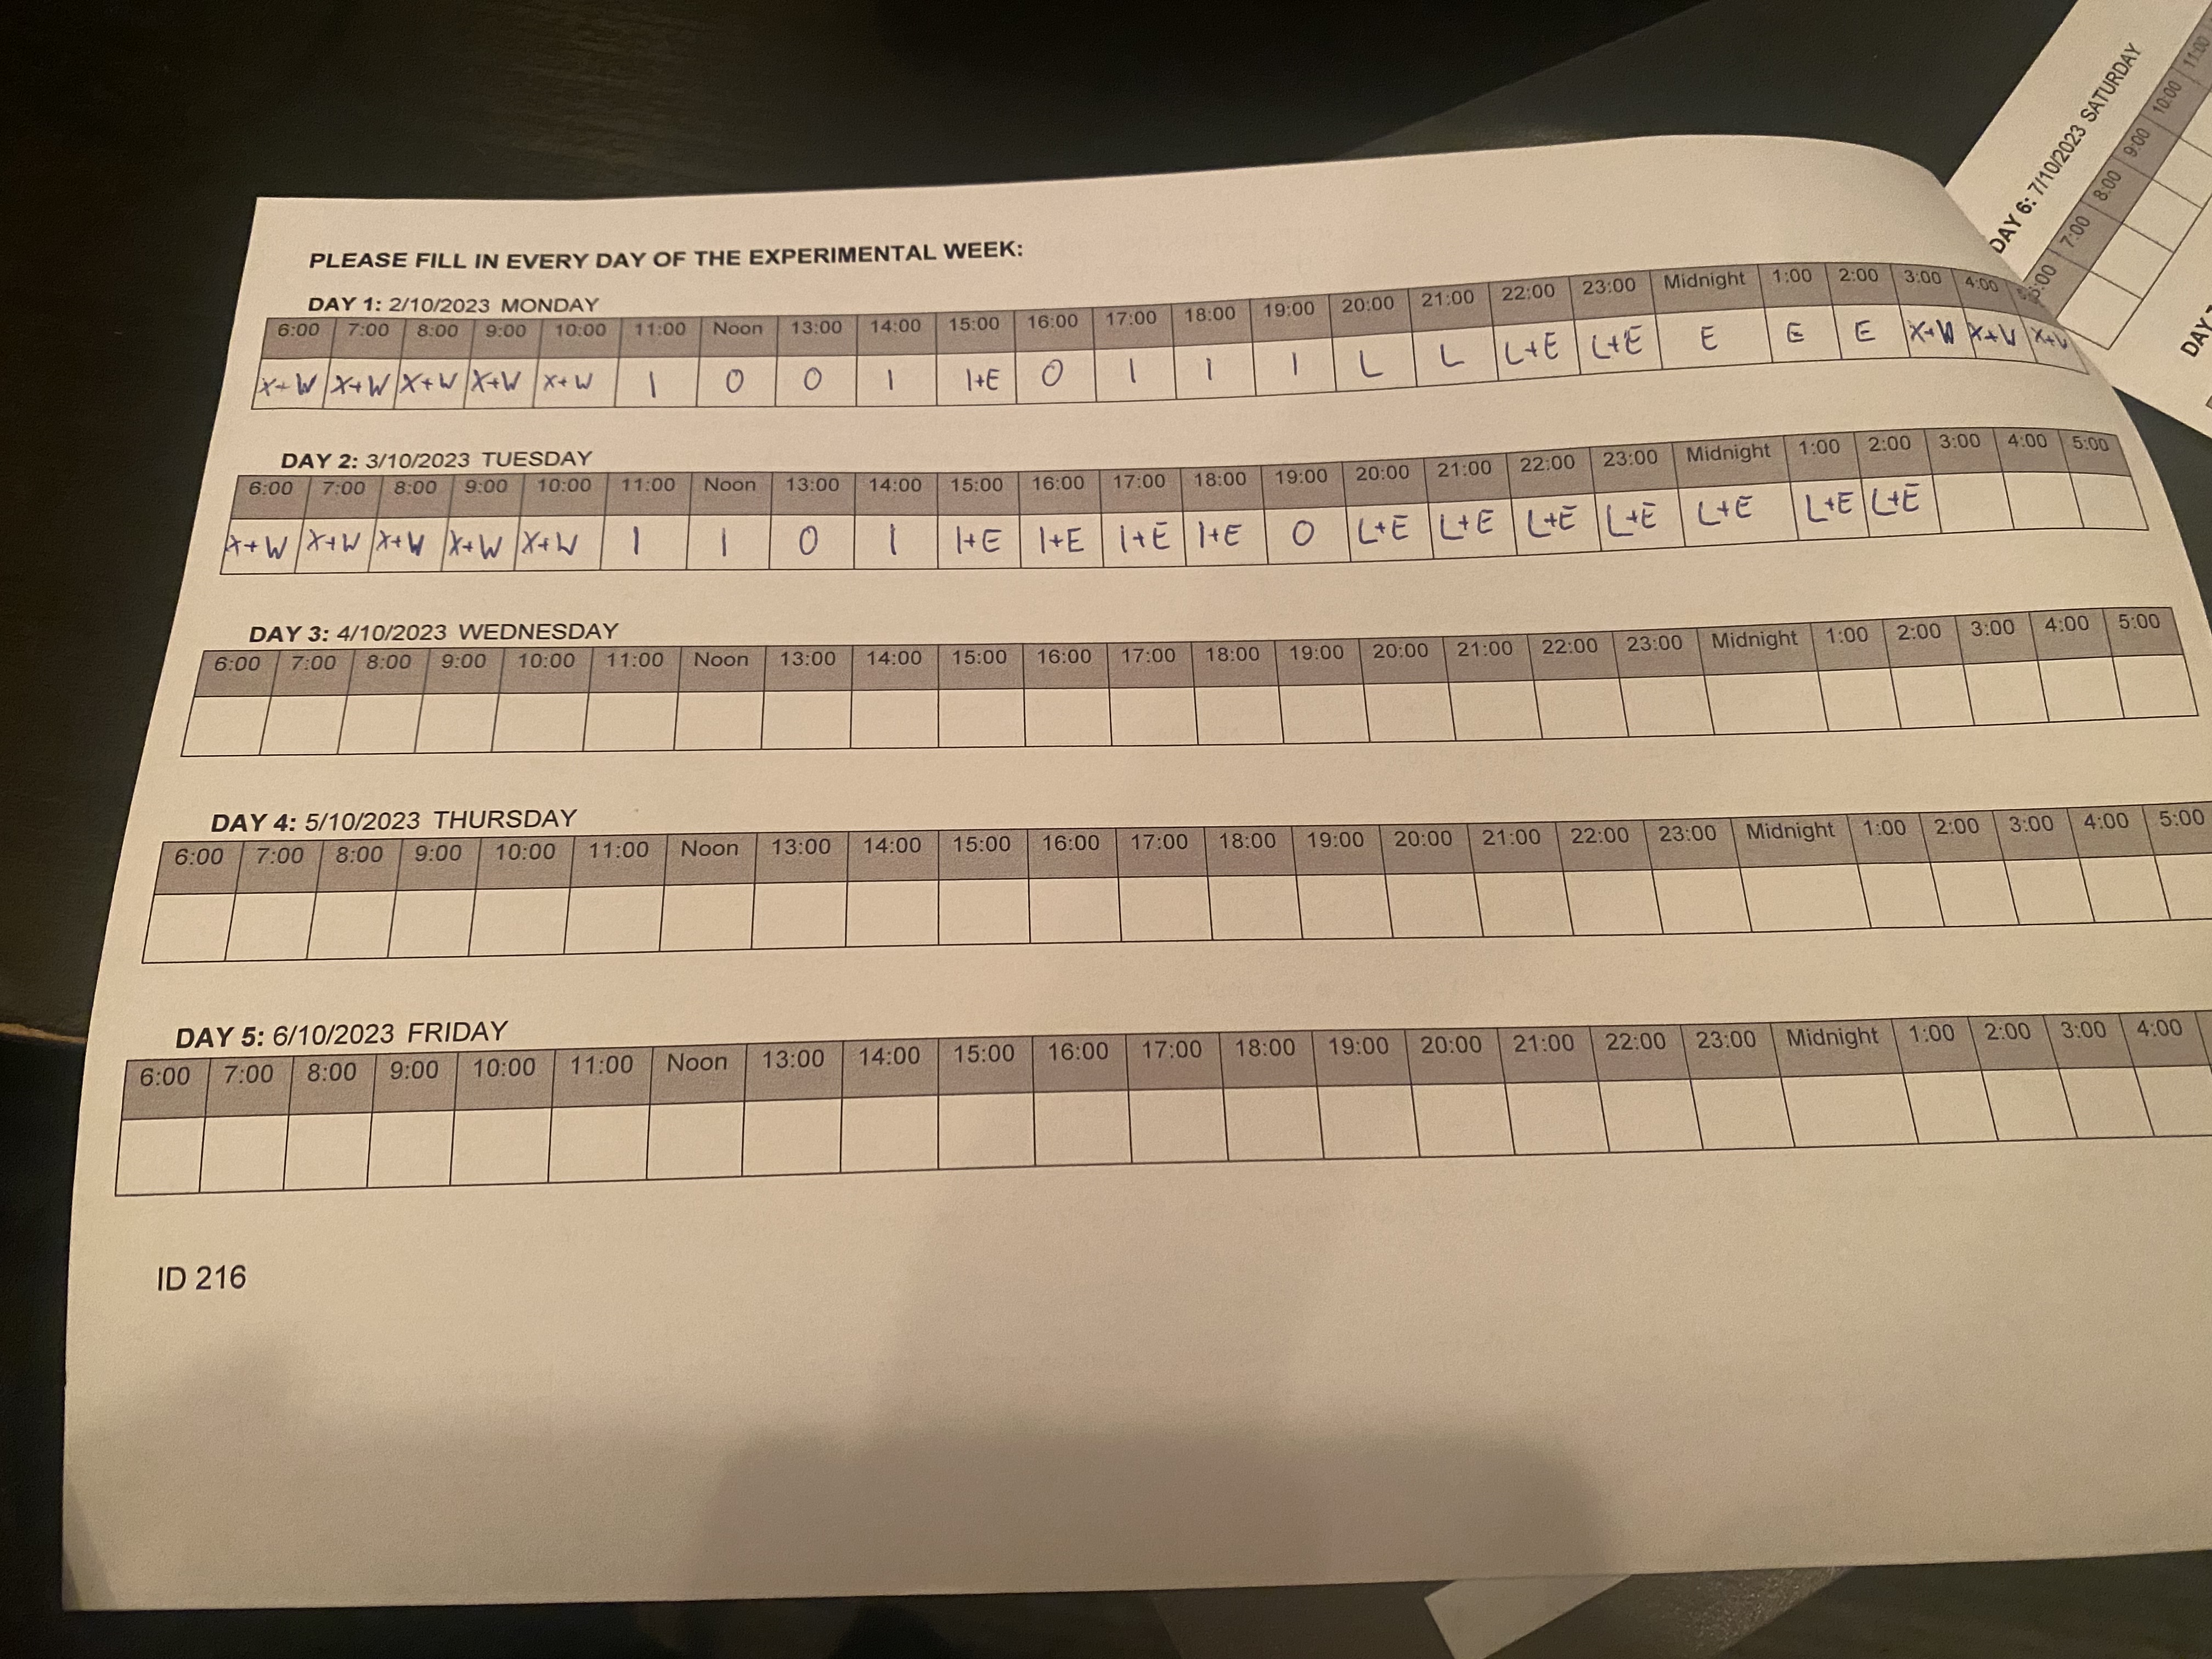 PLEASE FILL IN EVERY DAY OF THE EXPERIMENTAL WEEK:
DAY 1: 2/10/2023 MONDAY
6:00 7:00 8:00 9:00 10:00 11:00 Noon 13:00 14:00 15:00 16:00 17:00 18:00 19:00 20:00 21:00 22:00 23:00 Midnight 1:00 2:00 3:00 4:00
X+W X+W X+W X+W X+W 1 0 0 1 1+E 0 1 1 1 L L L+E L+E E E E X+W X+W X+W
DAY 2: 3/10/2023 TUESDAY
6:00 7:00 8:00 9:00 10:00 11:00 Noon 13:00 14:00 15:00 16:00 17:00 18:00 19:00 20:00 21:00 22:00 23:00 Midnight 1:00 2:00 3:00 4:00 5:00
X+W X+W X+W X+W X+W 1 1 0 1 1+E 1+E 1+E 1+E 0 L+E L+E L+E L+E L+E L+E L+E
DAY 3: 4/10/2023 WEDNESDAY
6:00 7:00 8:00 9:00 10:00 11:00 Noon 13:00 14:00 15:00 16:00 17:00 18:00 19:00 20:00 21:00 22:00 23:00 Midnight 1:00 2:00 3:00 4:00 5:00
DAY 4: 5/10/2023 THURSDAY
6:00 7:00 8:00 9:00 10:00 11:00 Noon 13:00 14:00 15:00 16:00 17:00 18:00 19:00 20:00 21:00 22:00 23:00 Midnight 1:00 2:00 3:00 4:00 5:00
DAY 5: 6/10/2023 FRIDAY
6:00 7:00 8:00 9:00 10:00 11:00 Noon 13:00 14:00 15:00 16:00 17:00 18:00 19:00 20:00 21:00 22:00 23:00 Midnight 1:00 2:00 3:00 4:00
ID 216
DAY 6: 7/10/2023 SATURDAY
6:00 7:00 8:00 9:00 10:00 11:00
DAY